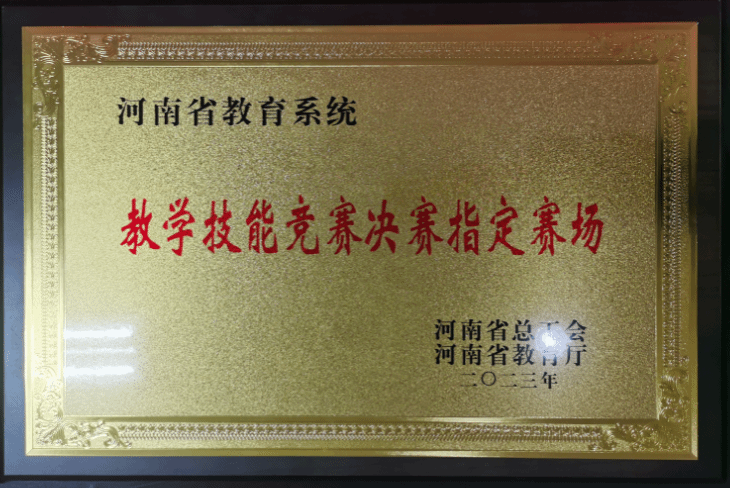 河南省教育系统
教学技能竞赛决赛指定赛场
河南省总工会
河南省教育厅
二〇二三年